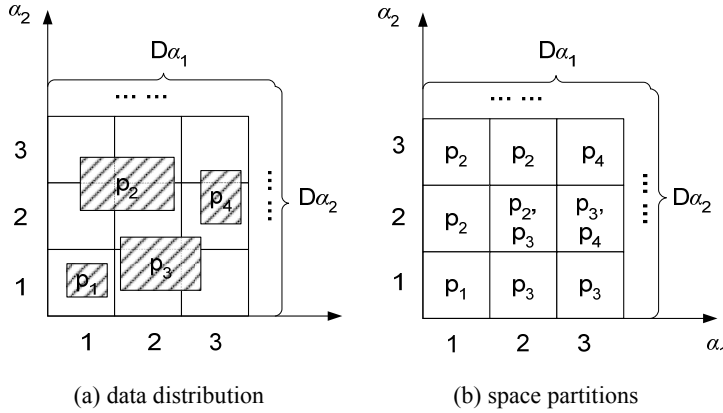 α₂
Dα₁
... ...
3
2
1
p₂
p₄
p₃
p₁
... ...
Dα₂
1 2 3
(a) data distribution
α₂
Dα₁
... ...
3
2
1
p₂ p₂ p₄
p₂ p₂, p₃ p₃, p₄
p₁ p₃ p₃
... ...
Dα₂
1 2 3
(b) space partitions